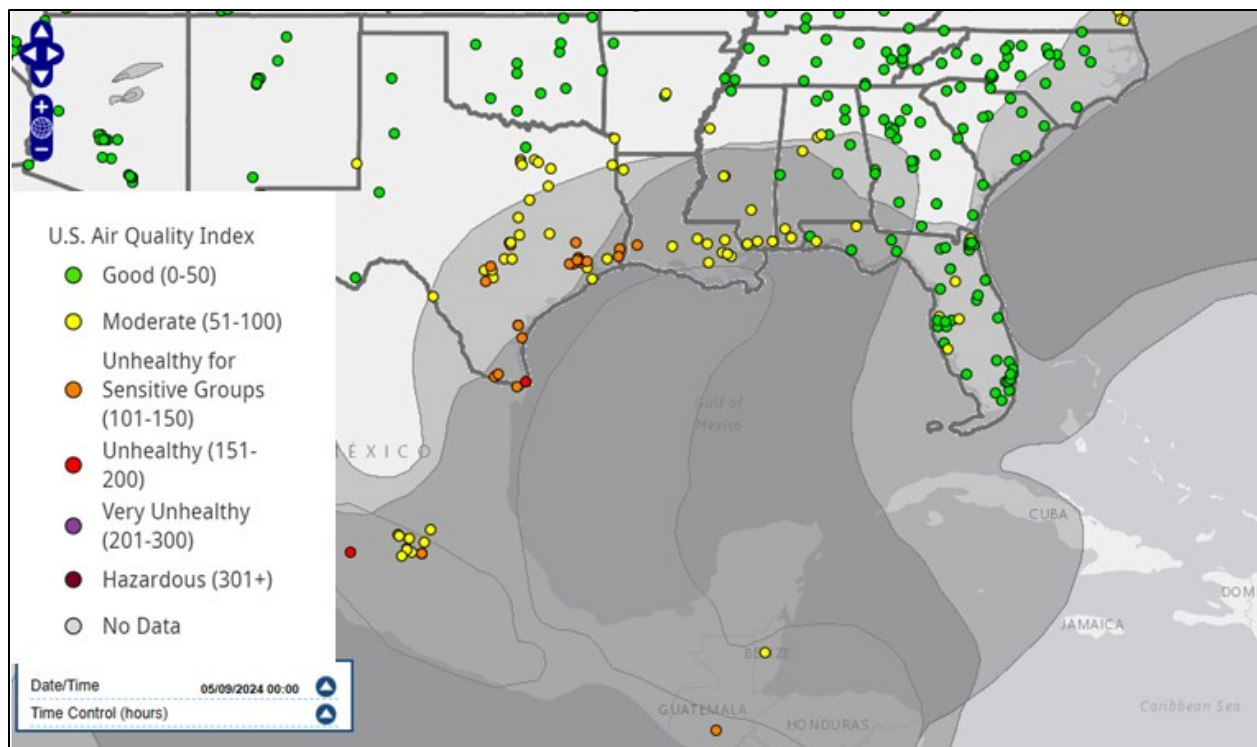 +
−
U.S. Air Quality Index
Good (0-50)
Moderate (51-100)
Unhealthy for
Sensitive Groups
(101-150)
Unhealthy (151-
200)
Very Unhealthy
(201-300)
Hazardous (301+)
No Data
Date/Time 05/09/2024 00:00
Time Control (hours)
Gulf of
Mexico
ÉXICO
CUBA
DOM
JAMAICA
BELIZE
GUATEMALA
HONDURAS
Caribbean Sea